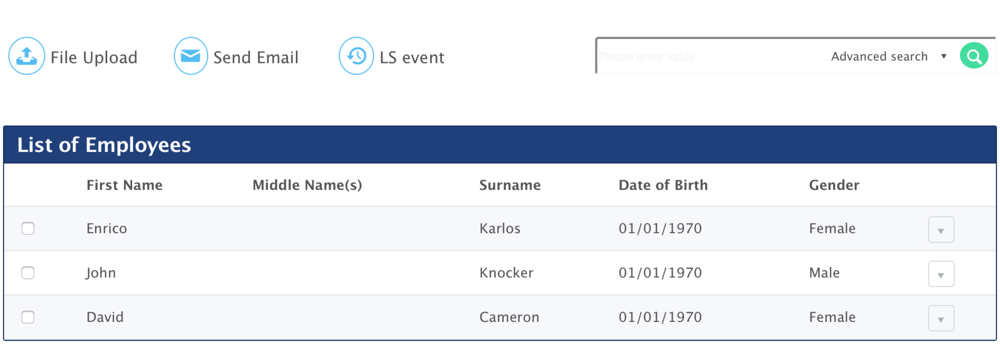 File Upload Send Email LS event Please enter value Advanced search
List of Employees
First Name Middle Name(s) Surname Date of Birth Gender
Enrico Karlos 01/01/1970 Female
John Knocker 01/01/1970 Male
David Cameron 01/01/1970 Female